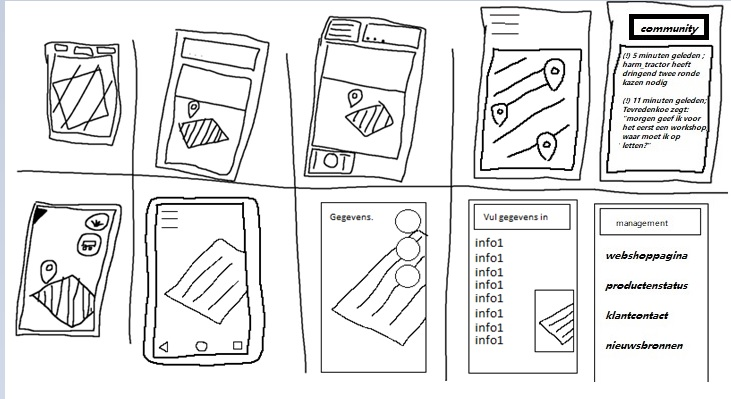 community
(!) 5 minuten geleden ;
harm_tractor heeft
dringend twee ronde
kazen nodig
(!) 11 minuten geleden;
Tevredenkoe zegt:
"morgen geef ik voor
het eerst een workshop,
waar moet ik op
letten?"
Gegevens.
Vul gegevens in
info1
info1
info1
info1
info1
info1
info1
info1
management
webshoppagina
productenstatus
klantcontact
nieuwsbronnen